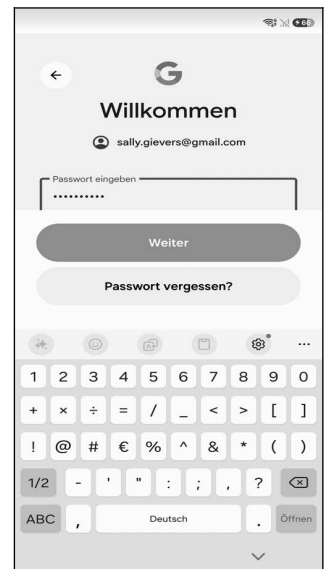 66
Willkommen
sally.gievers@gmail.com
Passwort eingeben
••••••••••
Weiter
Passwort vergessen?
1 2 3 4 5 6 7 8 9 0
+ × ÷ = / _ < > [ ]
! @ # € % ^ & * ( )
1/2 - ' " : ; , ? 
ABC , Deutsch . Öffnen